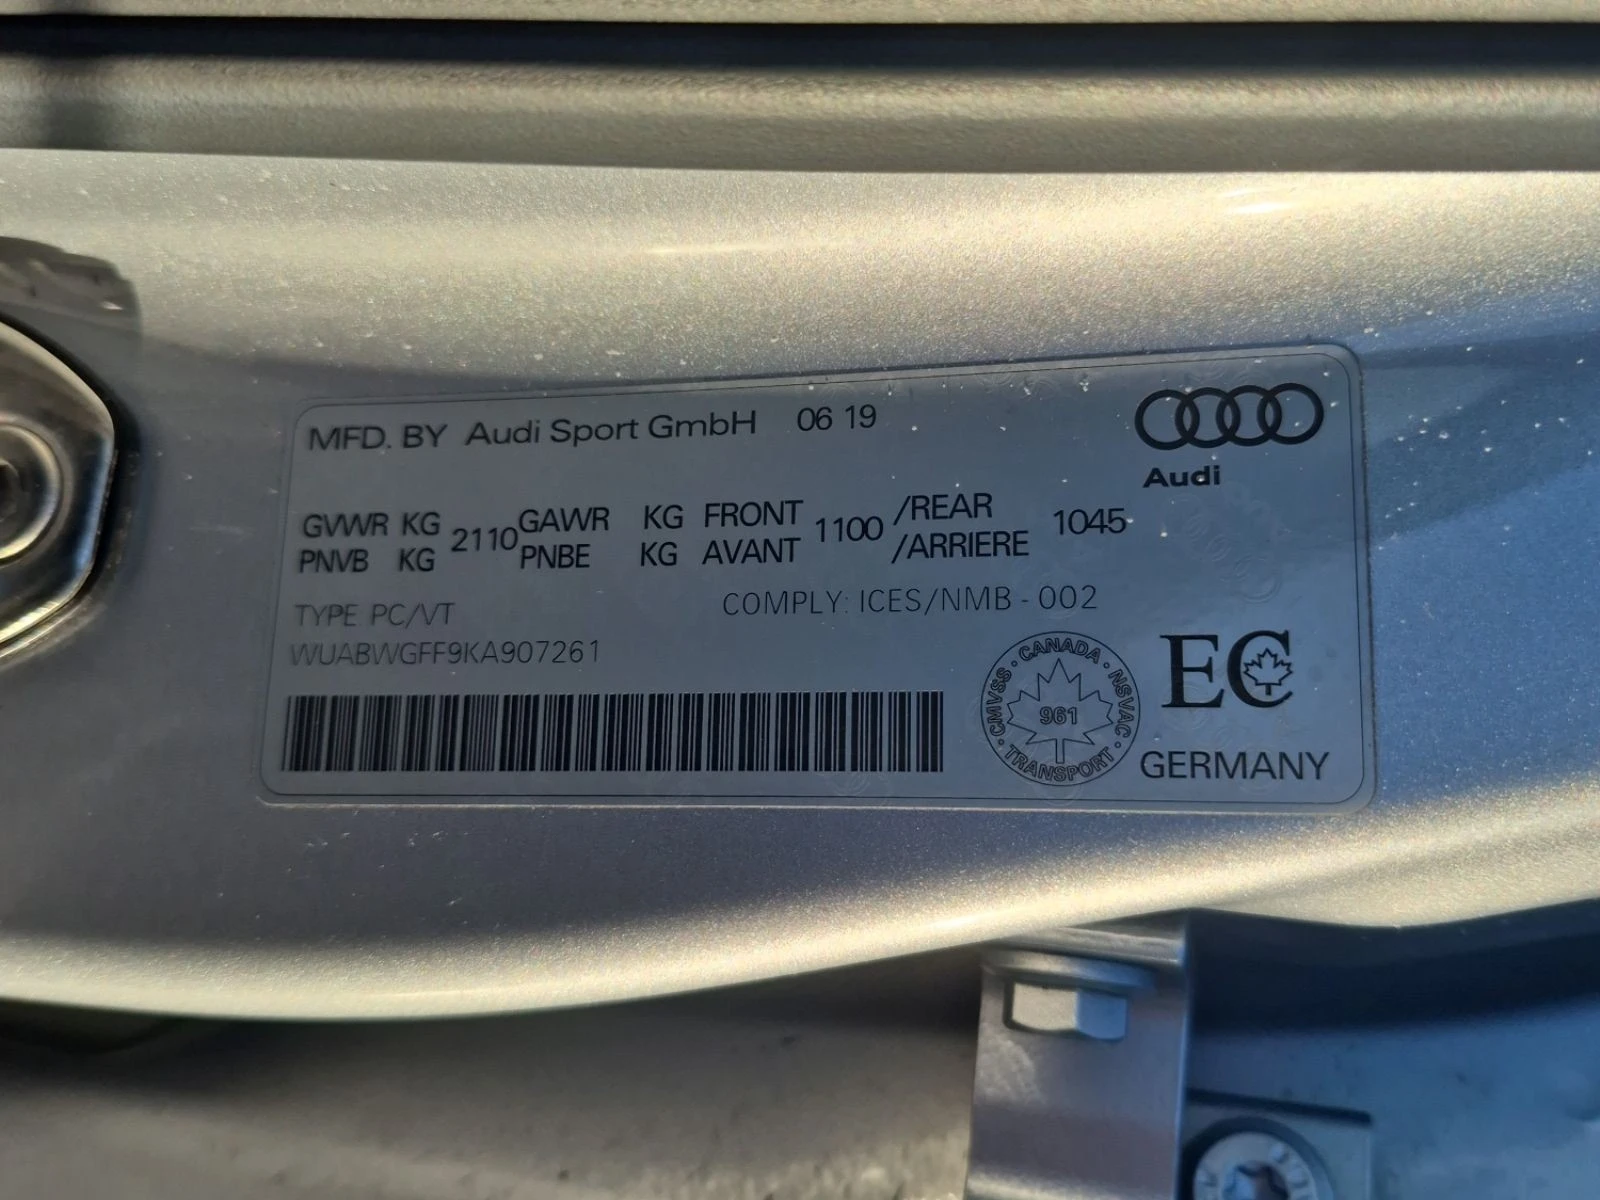 MFD. BY Audi Sport GmbH 06 19
Audi
GVWR KG 2110 GAWR KG FRONT 1100 /REAR 1045
PNVB KG PNBE KG AVANT /ARRIERE
TYPE PC/VT
COMPLY: ICES/NMB - 002
WUABWGFF9KA907261
CANADA · NSVAC · TRANSPORT · CMVSS ·
961
EC
GERMANY